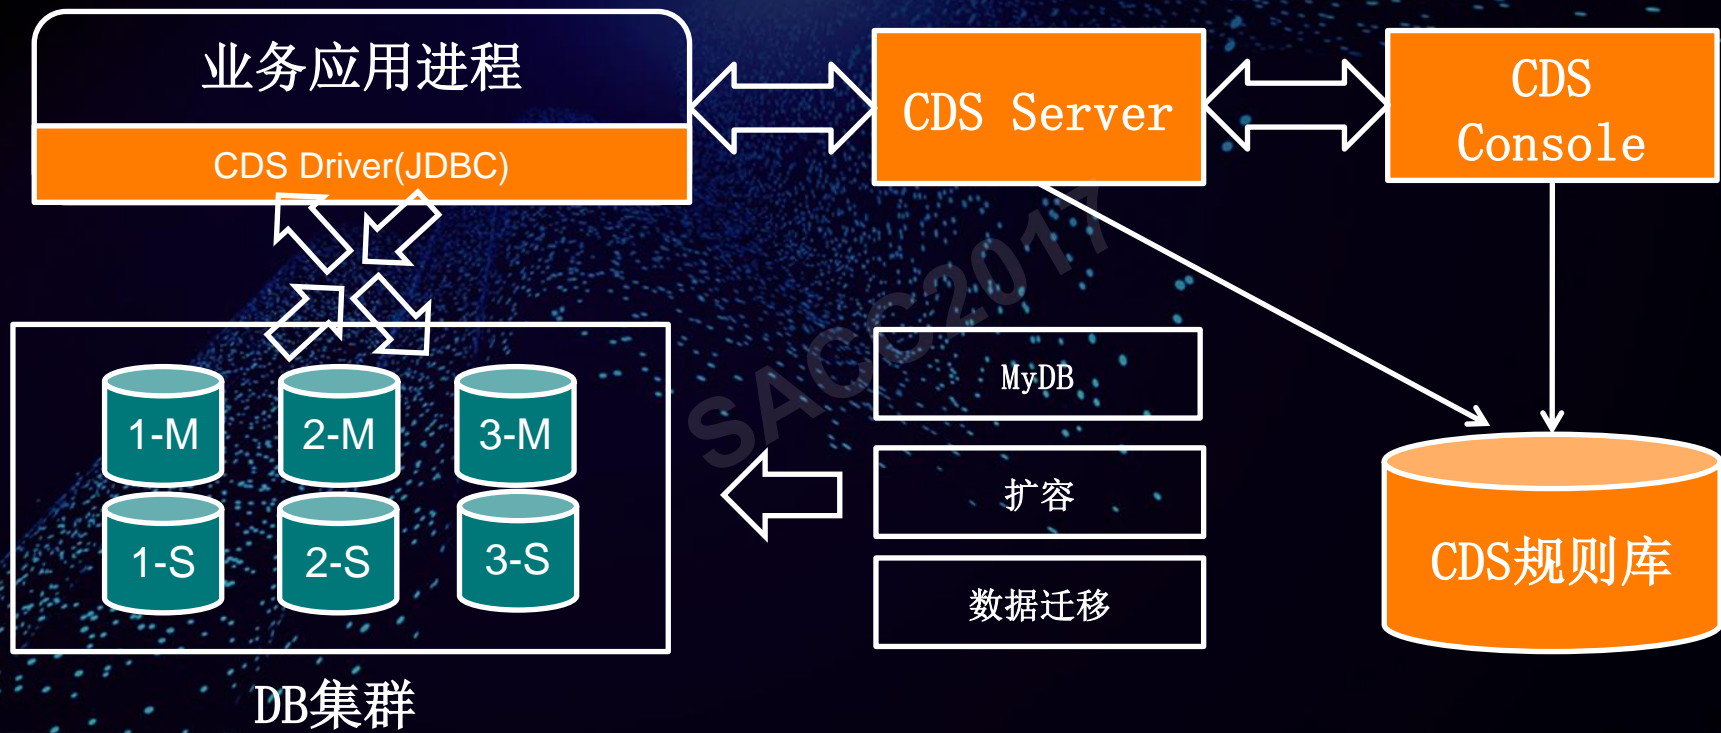 业务应用进程
CDS Driver(JDBC)
CDS Server
CDS
Console
SACC2017
MyDB
扩容
数据迁移
1-M
2-M
3-M
1-S
2-S
3-S
DB集群
CDS规则库